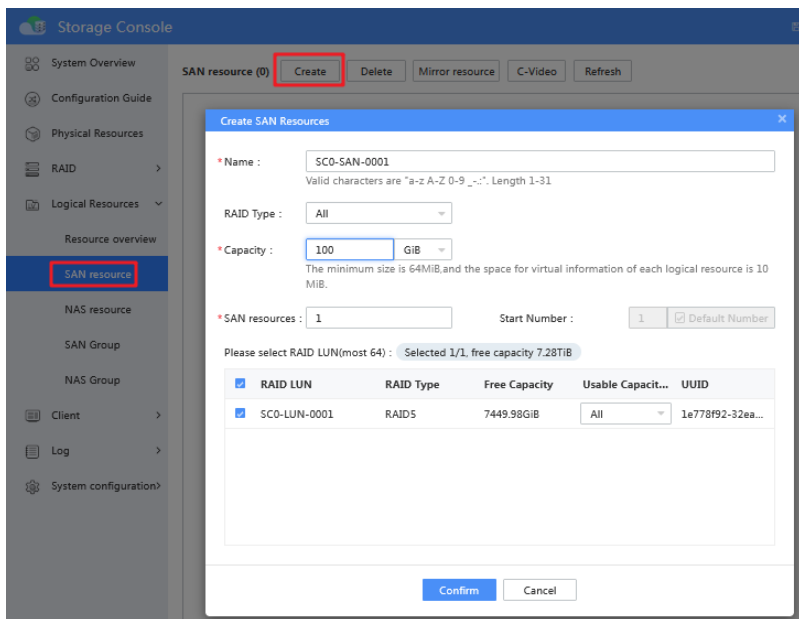 Storage Console
System Overview
Configuration Guide
Physical Resources
RAID
Logical Resources
Resource overview
SAN resource
NAS resource
SAN Group
NAS Group
Client
Log
System configuration
SAN resource (0) Create Delete Mirror resource C-Video Refresh
Create SAN Resources
* Name : SC0-SAN-0001
Valid characters are "a-z A-Z 0-9 _-.:". Length 1-31
RAID Type : All
* Capacity : 100 GiB
The minimum size is 64MiB,and the space for virtual information of each logical resource is 10
MiB.
* SAN resources : 1 Start Number : 1 Default Number
Please select RAID LUN(most 64) : Selected 1/1, free capacity 7.28TiB
RAID LUN RAID Type Free Capacity Usable Capacit... UUID
SC0-LUN-0001 RAID5 7449.98GiB All 1e778f92-32ea...
Confirm Cancel